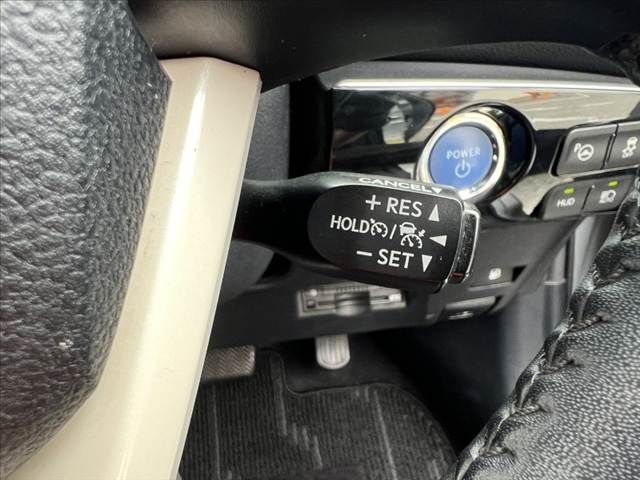 CANCEL
+ RES ▲
HOLD / ◀
− SET ▼
POWER
P
HUD